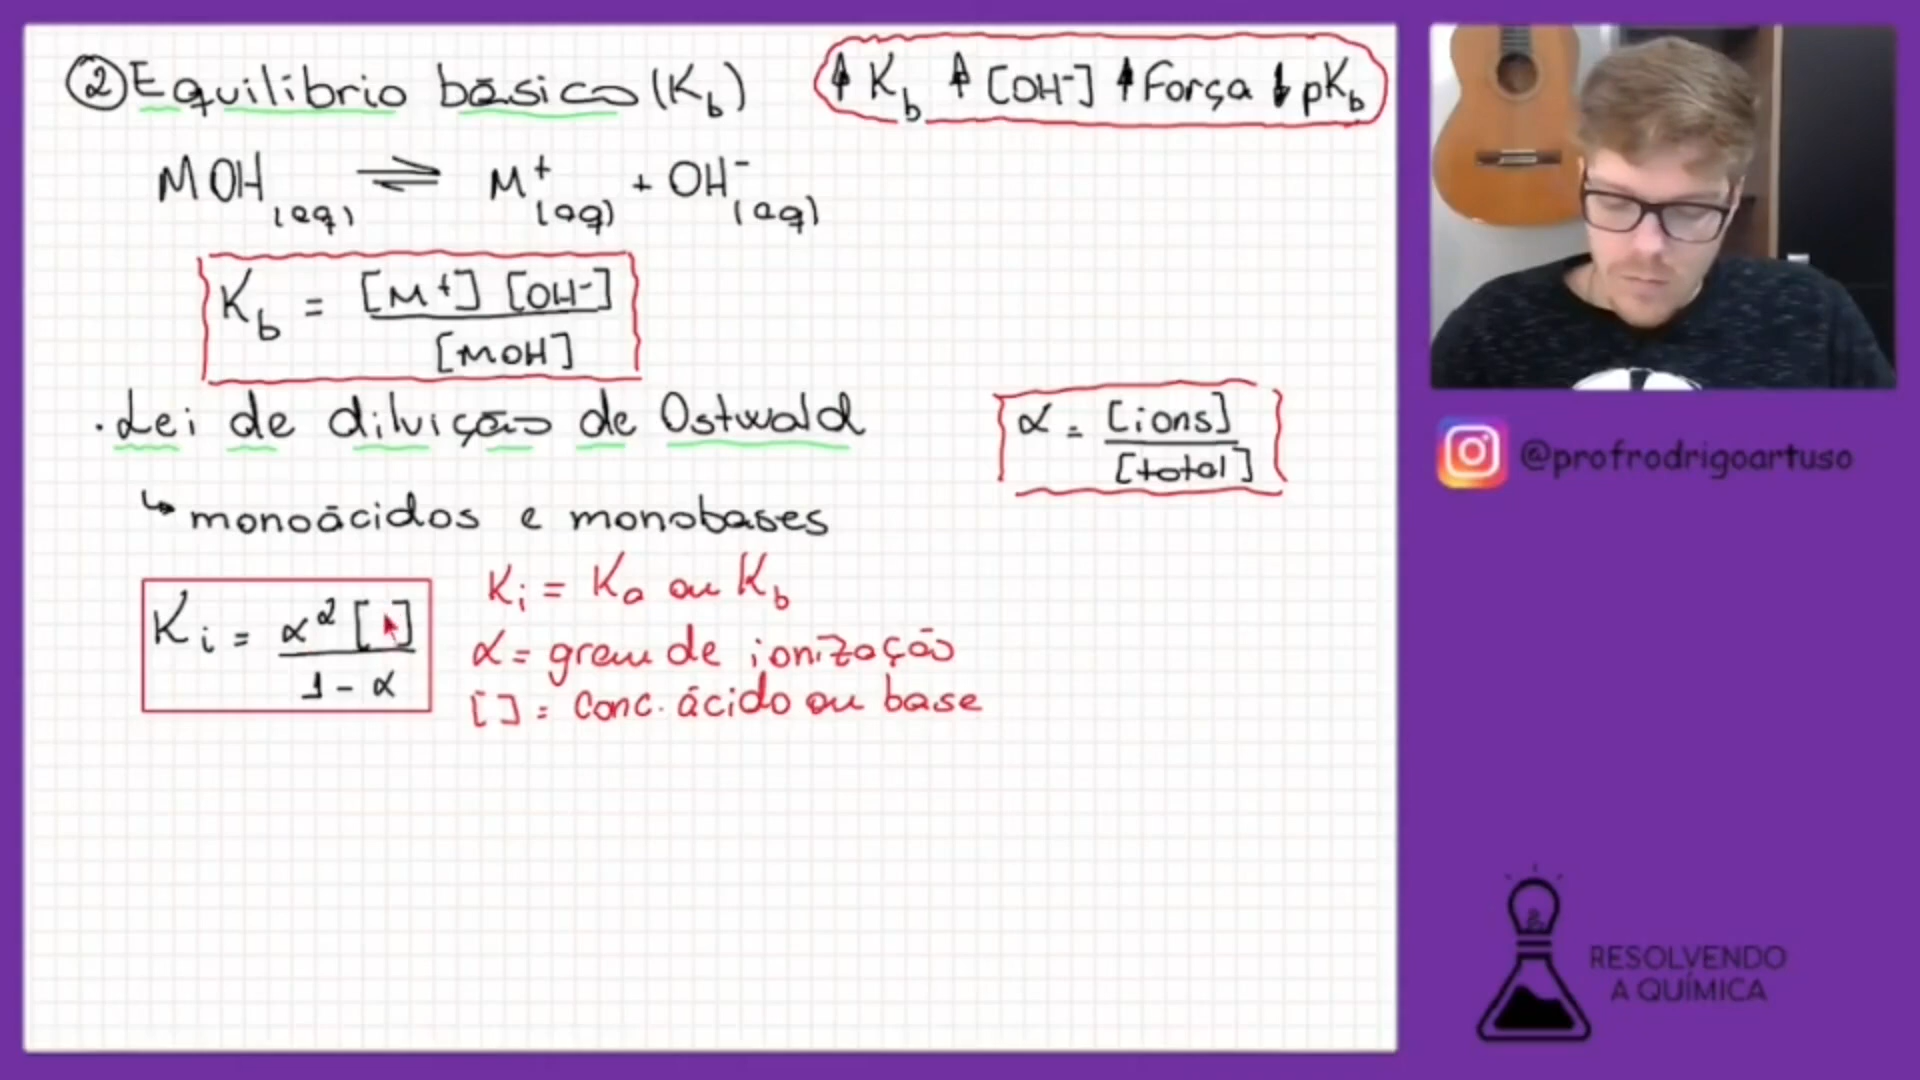 ② Equilíbrio básico (Kb)
↑ Kb ↑ [OH⁻] ↑ Força ↓ pKb
MOH(aq) ⇌ M⁺(aq) + OH⁻(aq)
Kb = [M⁺] [OH⁻] / [MOH]
. Lei de diluição de Ostwald
α = [ions] / [total]
↳ monoácidos e monobases
Ki = α² [ ] / 1 - α
Ki = Ka ou Kb
α = grau de ionização
[ ] = conc. ácido ou base
@profrodrigoartuso
RESOLVENDO
A QUÍMICA